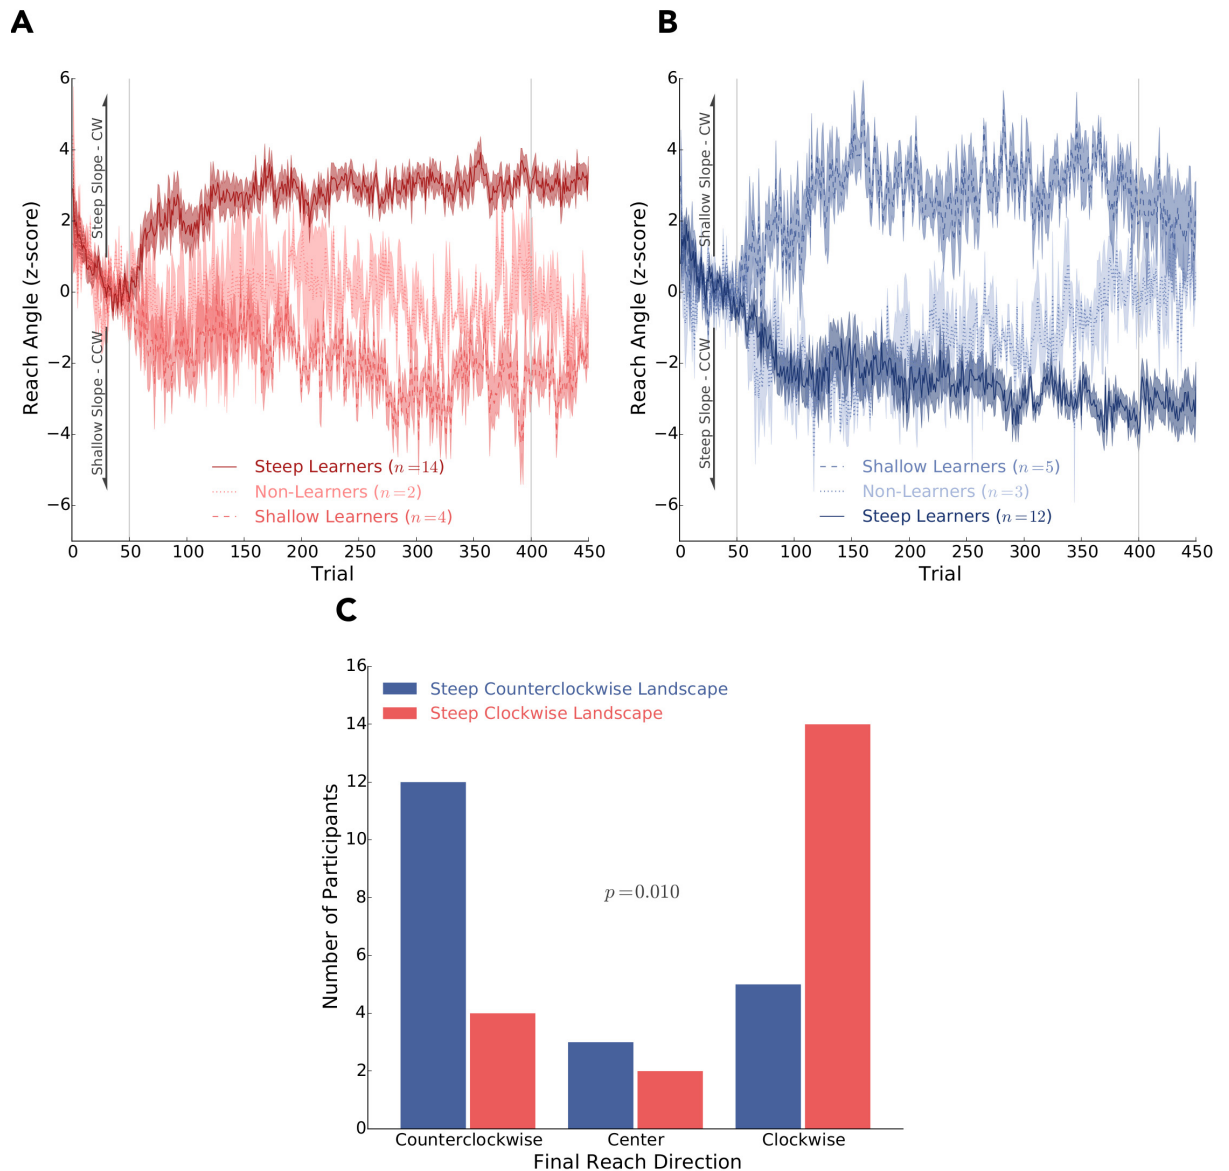 A
6
4
2
0
−2
−4
−6
Reach Angle (z-score)
Steep Slope - CW
Shallow Slope - CCW
Steep Learners (n=14)
Non-Learners (n=2)
Shallow Learners (n=4)
0 50 100 150 200 250 300 350 400 450
Trial
B
6
4
2
0
−2
−4
−6
Reach Angle (z-score)
Shallow Slope - CW
Steep Slope - CCW
Shallow Learners (n=5)
Non-Learners (n=3)
Steep Learners (n=12)
0 50 100 150 200 250 300 350 400 450
Trial
C
16
14
12
10
8
6
4
2
0
Number of Participants
Steep Counterclockwise Landscape
Steep Clockwise Landscape
p=0.010
Counterclockwise Center Clockwise
Final Reach Direction